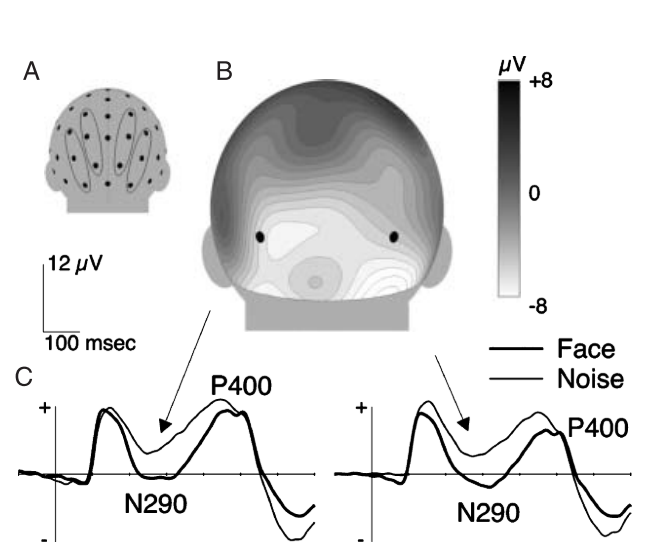 A
B
μV
+8
0
-8
12 μV
100 msec
Face
Noise
C
+
P400
N290
-
+
P400
N290
-